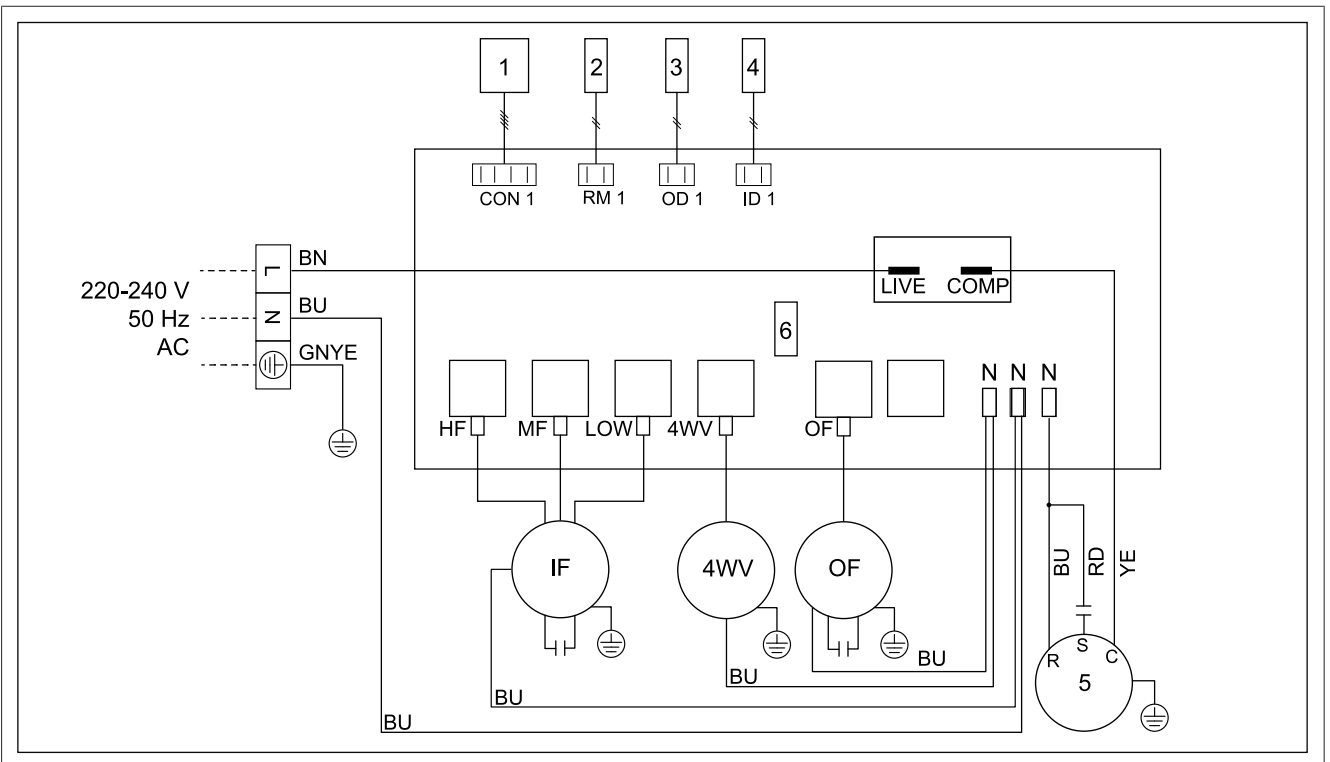 1 2 3 4
CON 1 RM 1 OD 1 ID 1
220-240 V
50 Hz
AC
L BN
N BU
GNYE
LIVE COMP
6
N N N
HF MF LOW 4WV OF
IF 4WV OF
BU RD YE
R S C
5
BU
BU
BU
BU